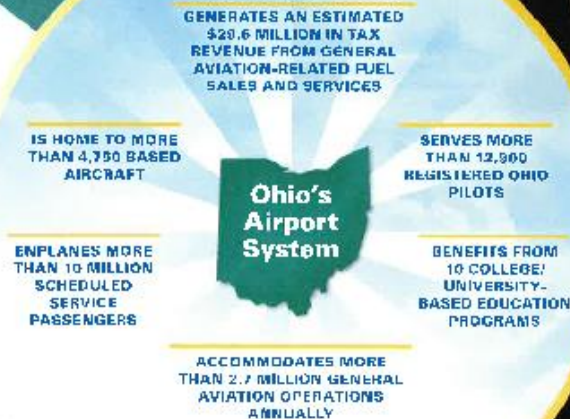 GENERATES AN ESTIMATED
$29.6 MILLION IN TAX
REVENUE FROM GENERAL
AVIATION-RELATED FUEL
SALES AND SERVICES
IS HOME TO MORE
THAN 4,750 BASED
AIRCRAFT
SERVES MORE
THAN 12,900
REGISTERED OHIO
PILOTS
Ohio's
Airport
System
ENPLANES MORE
THAN 10 MILLION
SCHEDULED
SERVICE
PASSENGERS
BENEFITS FROM
10 COLLEGE/
UNIVERSITY-
BASED EDUCATION
PROGRAMS
ACCOMMODATES MORE
THAN 2.7 MILLION GENERAL
AVIATION OPERATIONS
ANNUALLY